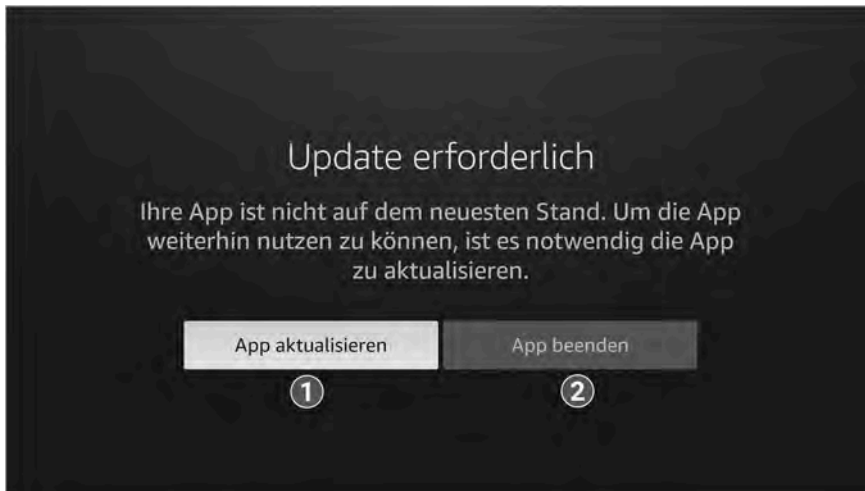 Update erforderlich
Ihre App ist nicht auf dem neuesten Stand. Um die App
weiterhin nutzen zu können, ist es notwendig die App
zu aktualisieren.
App aktualisieren App beenden
1 2